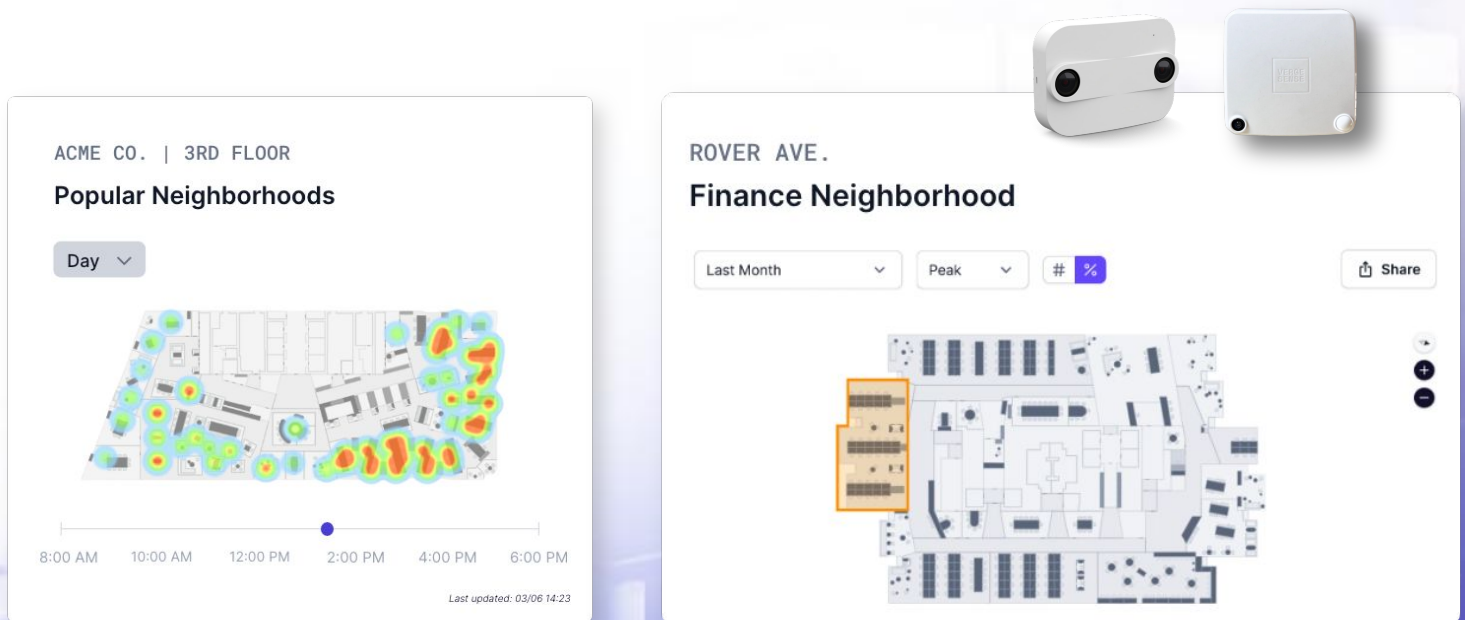 ACME CO. | 3RD FLOOR
Popular Neighborhoods
Day
8:00 AM 10:00 AM 12:00 PM 2:00 PM 4:00 PM 6:00 PM
Last updated: 03/06 14:23
ROVER AVE.
Finance Neighborhood
Last Month Peak # % Share
+
−